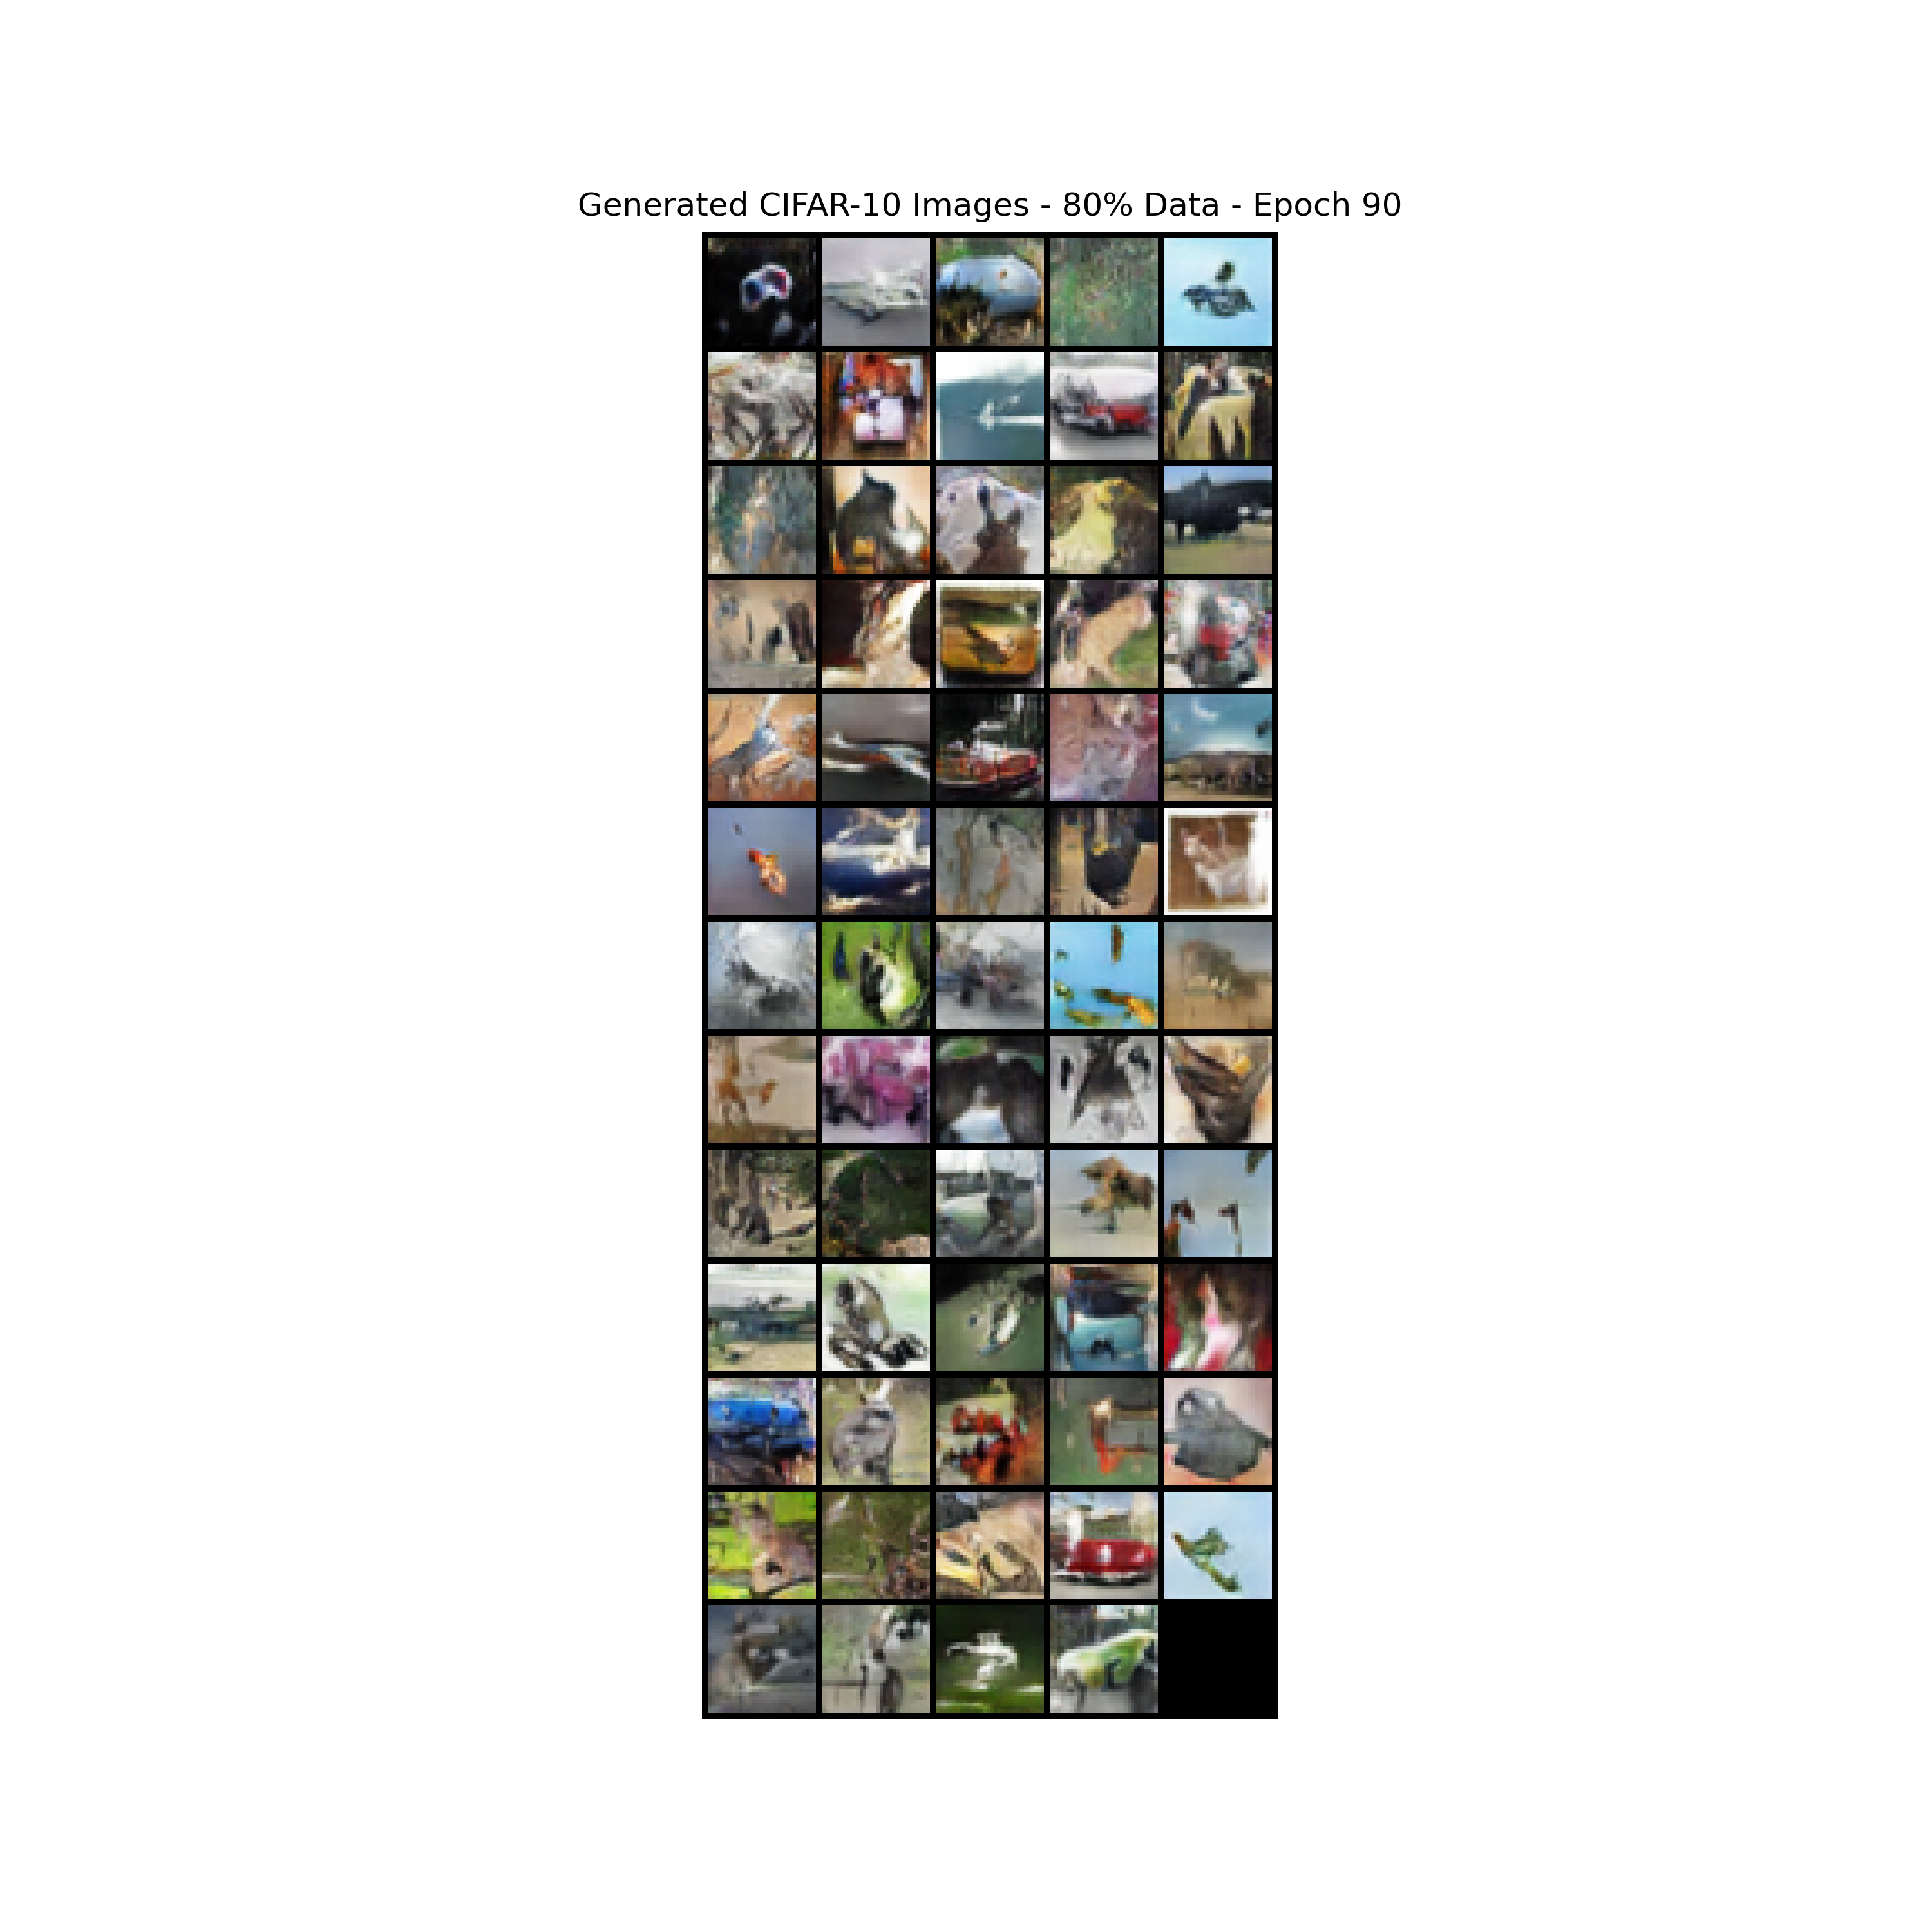 Generated CIFAR-10 Images - 80% Data - Epoch 90